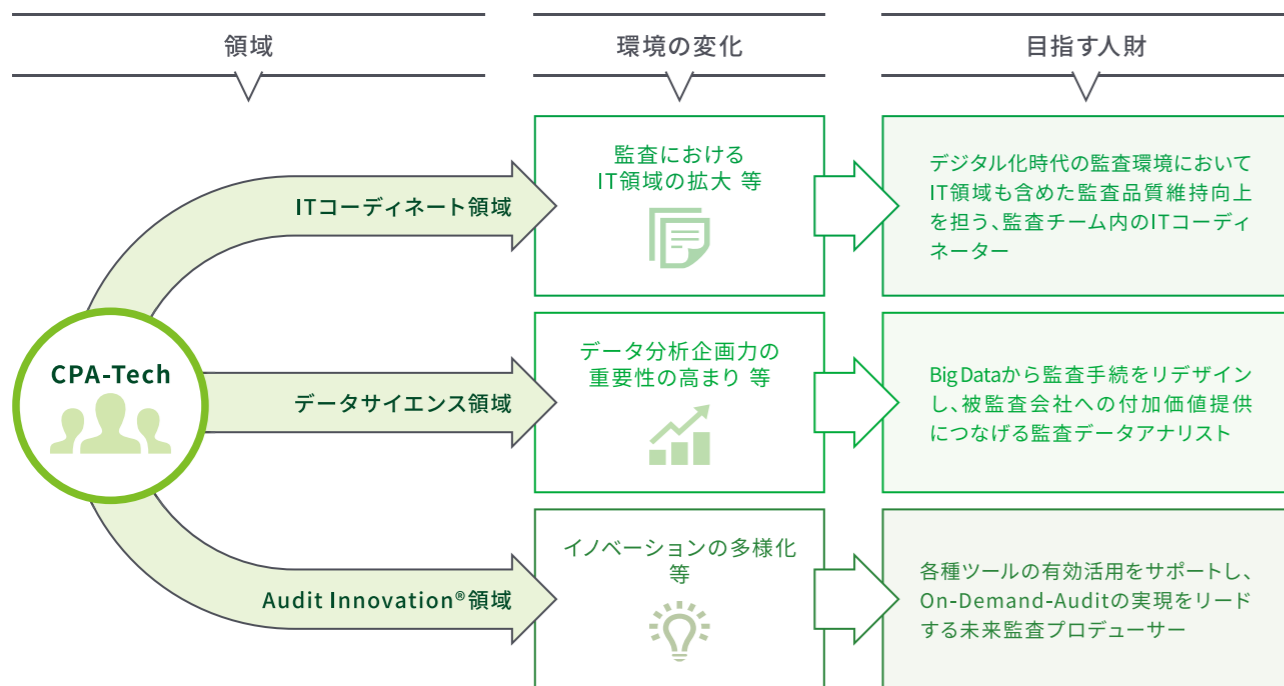 領域
環境の変化
目指す人財
CPA-Tech
ITコーディネート領域
監査における
IT領域の拡大 等
デジタル化時代の監査環境において
IT領域も含めた監査品質維持向上
を担う、監査チーム内のITコーディ
ネーター
データサイエンス領域
データ分析企画力の
重要性の高まり 等
Big Dataから監査手続をリデザイン
し、被監査会社への付加価値提供
につなげる監査データアナリスト
Audit Innovation®領域
イノベーションの多様化
等
各種ツールの有効活用をサポートし、
On-Demand-Auditの実現をリード
する未来監査プロデューサー